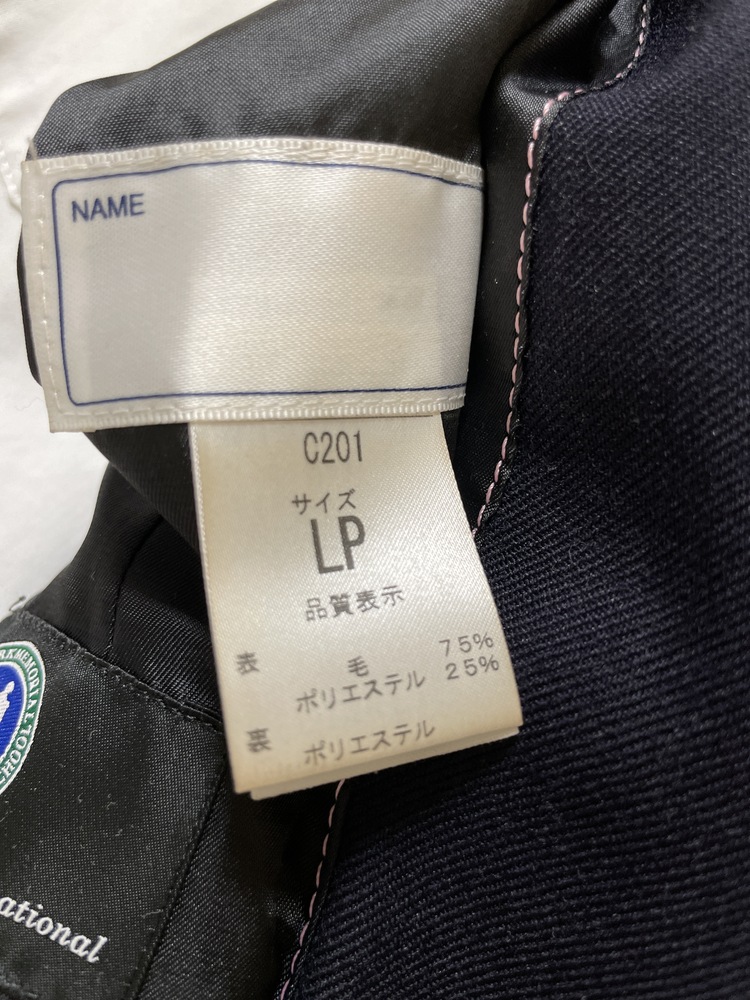 NAME
C201
サイズ
LP
品質表示
表 毛 75%
ポリエステル 25%
裏 ポリエステル